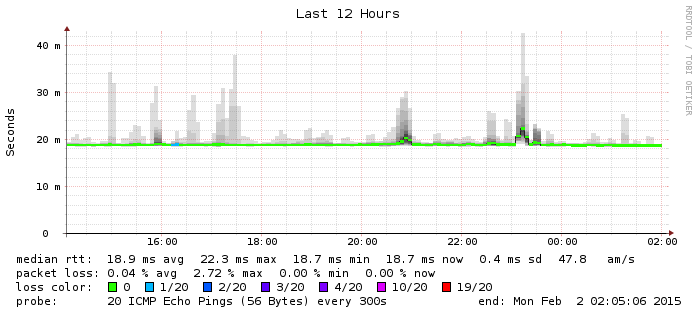 Last 12 Hours
RRDTOOL / TOBI OETIKER
Seconds
40 m
30 m
20 m
10 m
0
16:00 18:00 20:00 22:00 00:00 02:00
median rtt: 18.9 ms avg 22.3 ms max 18.7 ms min 18.7 ms now 0.4 ms sd 47.8 am/s
packet loss: 0.04 % avg 2.72 % max 0.00 % min 0.00 % now
loss color: 0 1/20 2/20 3/20 4/20 10/20 19/20
probe: 20 ICMP Echo Pings (56 Bytes) every 300s end: Mon Feb 2 02:05:06 2015